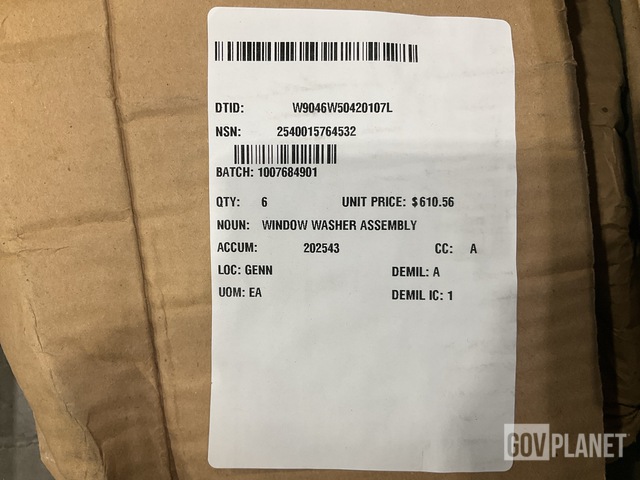 DTID: W9046W50420107L
NSN: 2540015764532
BATCH: 1007684901
QTY: 6 UNIT PRICE: $610.56
NOUN: WINDOW WASHER ASSEMBLY
ACCUM: 202543 CC: A
LOC: GENN DEMIL: A
UOM: EA DEMIL IC: 1
GOVPLANET